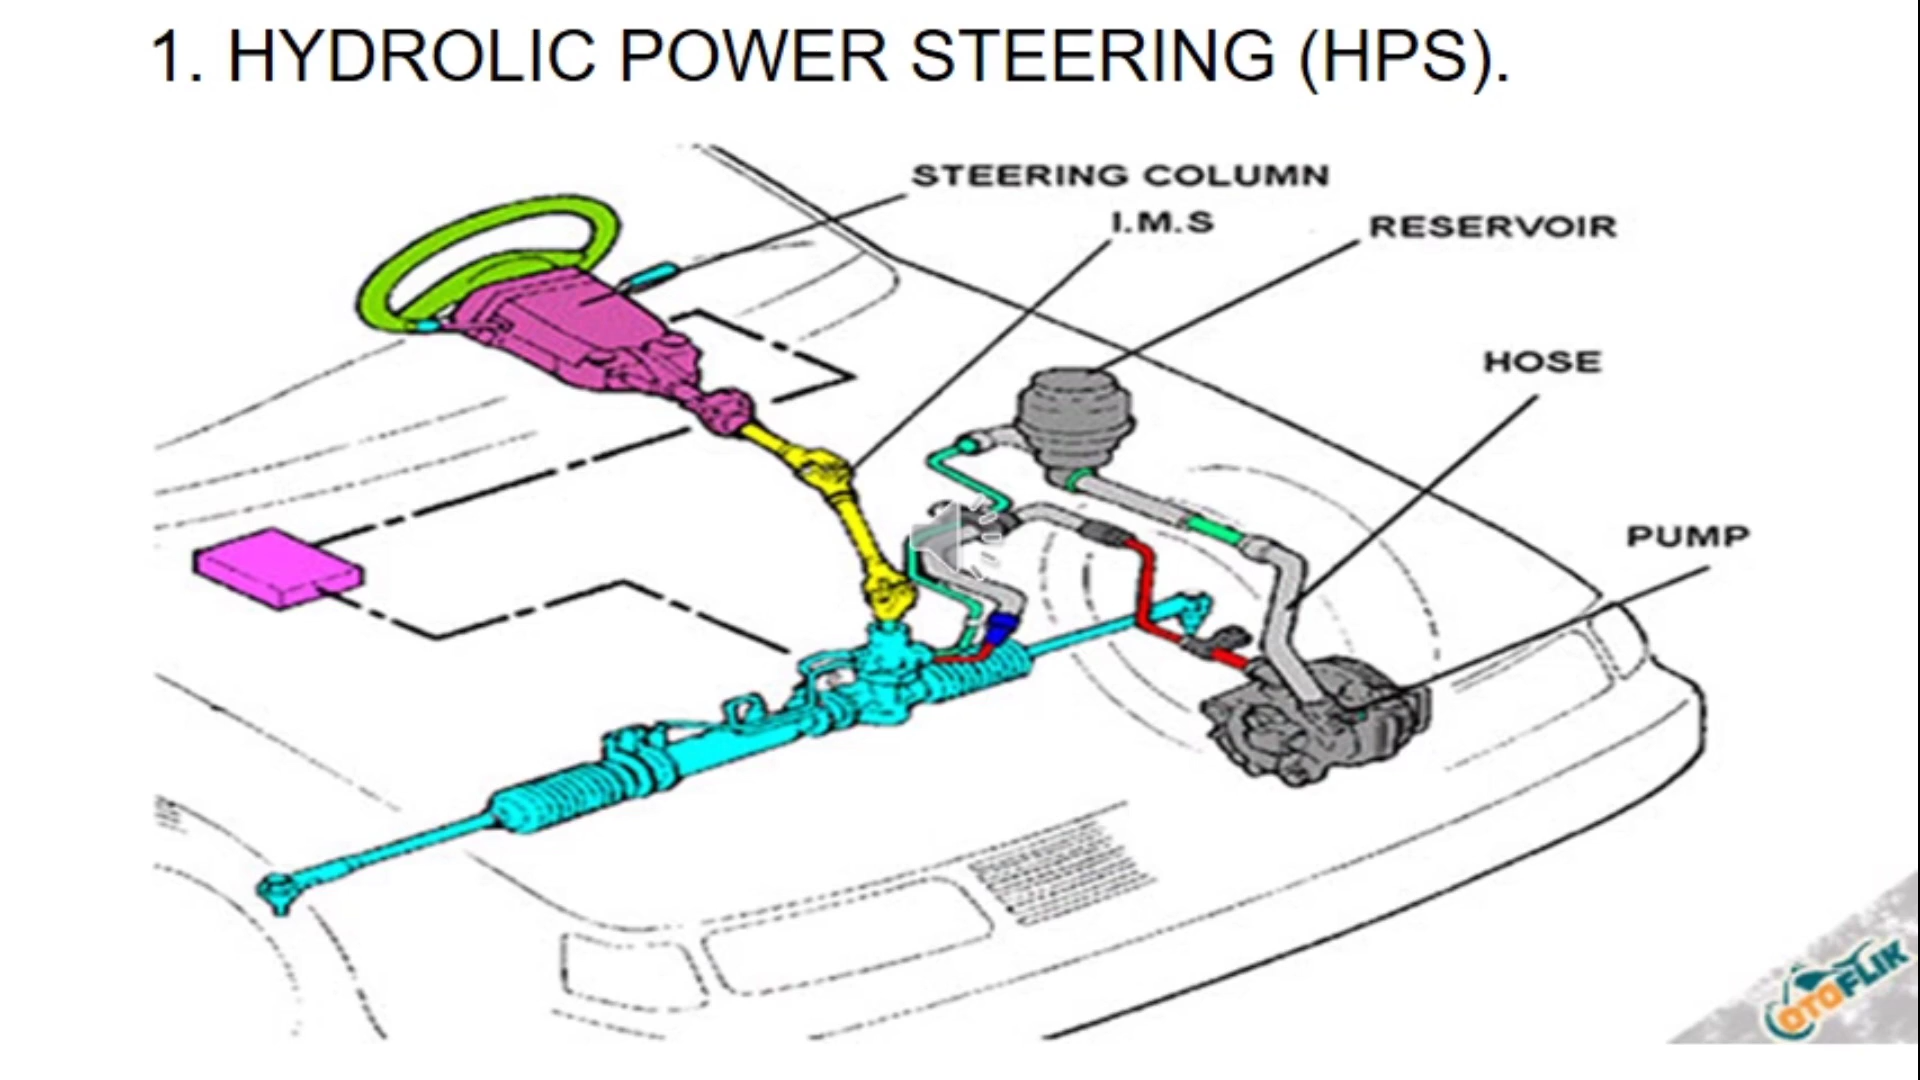 1. HYDROLIC POWER STEERING (HPS).
STEERING COLUMN
I.M.S
RESERVOIR
HOSE
PUMP
OTOFLIK